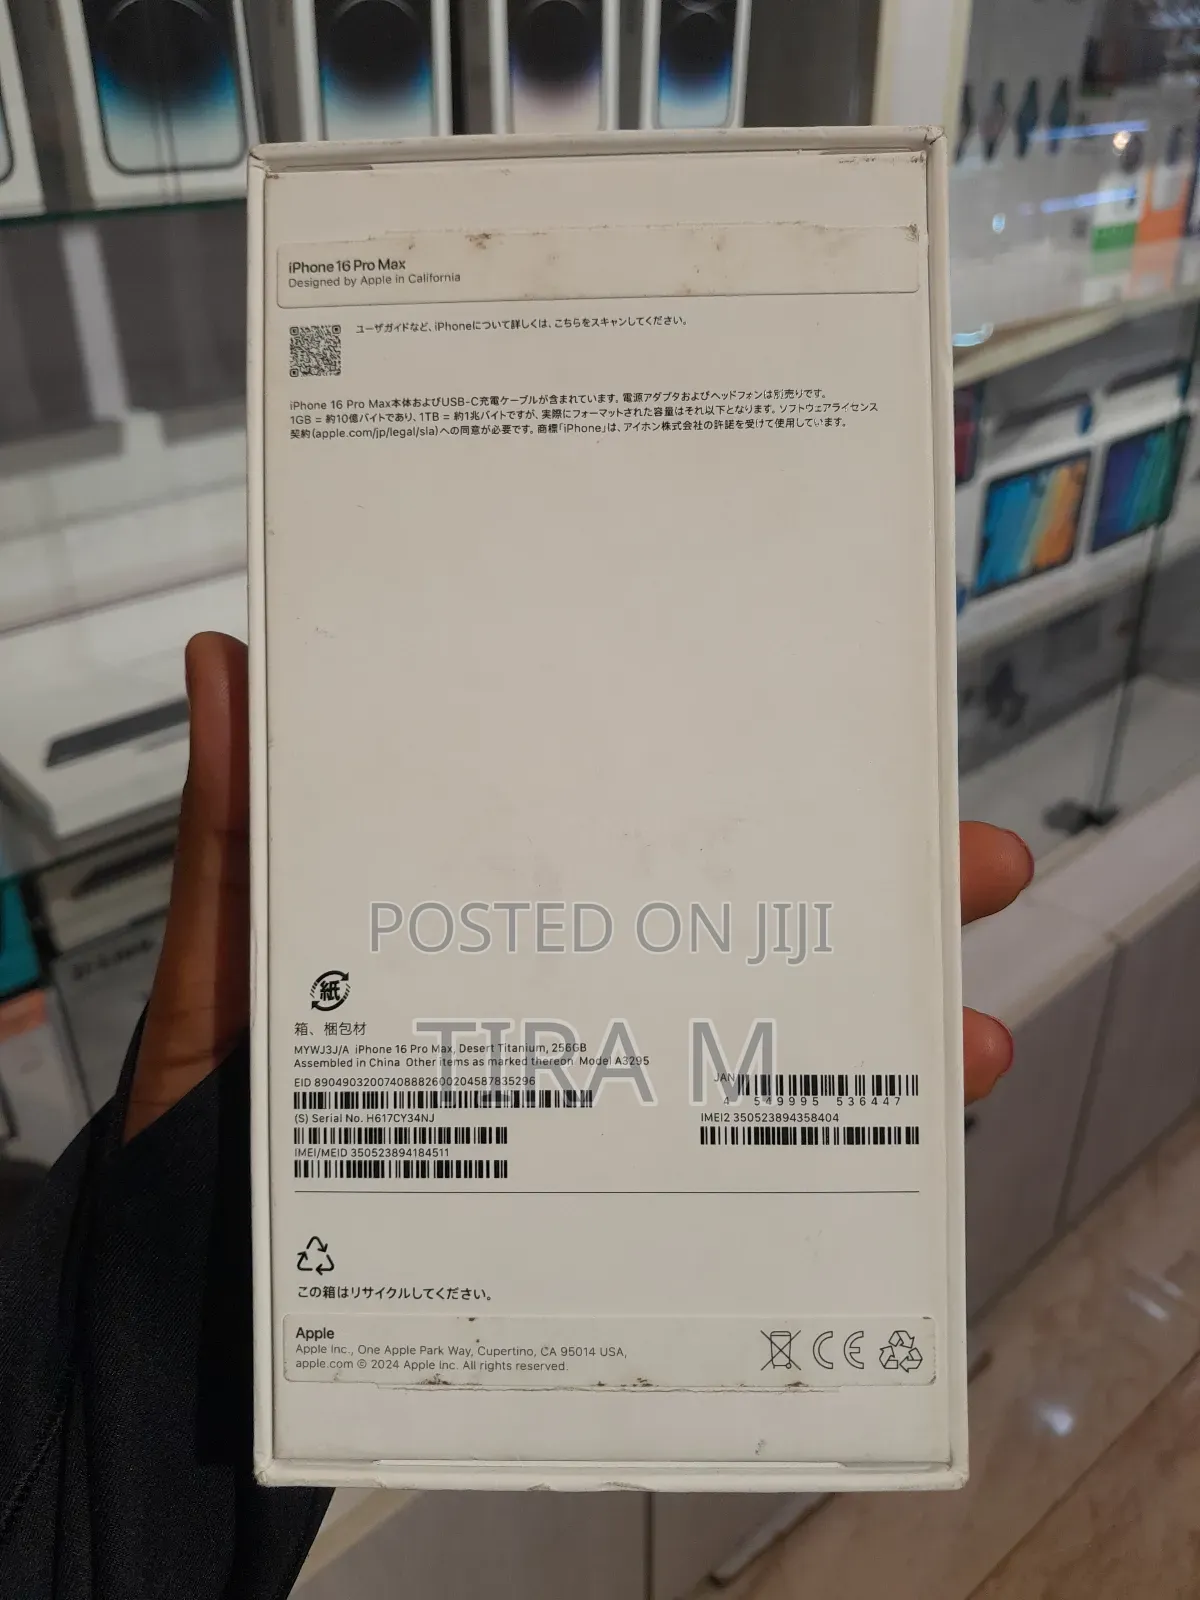 iPhone 16 Pro Max
Designed by Apple in California
ユーザガイドなど、iPhoneについて詳しくは、こちらをスキャンしてください。
iPhone 16 Pro Max本体およびUSB-C充電ケーブルが含まれています。電源アダプタおよびヘッドフォンは別売りです。
1GB = 約10億バイトであり、1TB = 約1兆バイトですが、実際にフォーマットされた容量はそれ以下となります。ソフトウェアライセンス
契約(apple.com/jp/legal/sla)への同意が必要です。商標「iPhone」は、アイホン株式会社の許諾を受けて使用しています。
POSTED ON JIJI
紙
箱、梱包材
TIRA M
MYWJ3J/A iPhone 16 Pro Max, Desert Titanium, 256GB
Assembled in China Other items as marked thereon Model A3295
EID 89049032007408882600204587835296
JAN
4 549995 536447
(S) Serial No. H617CY34NJ
IMEI2 350523894358404
IMEI/MEID 350523894184511
この箱はリサイクルしてください。
Apple
Apple Inc., One Apple Park Way, Cupertino, CA 95014 USA,
apple.com © 2024 Apple Inc. All rights reserved.
CE